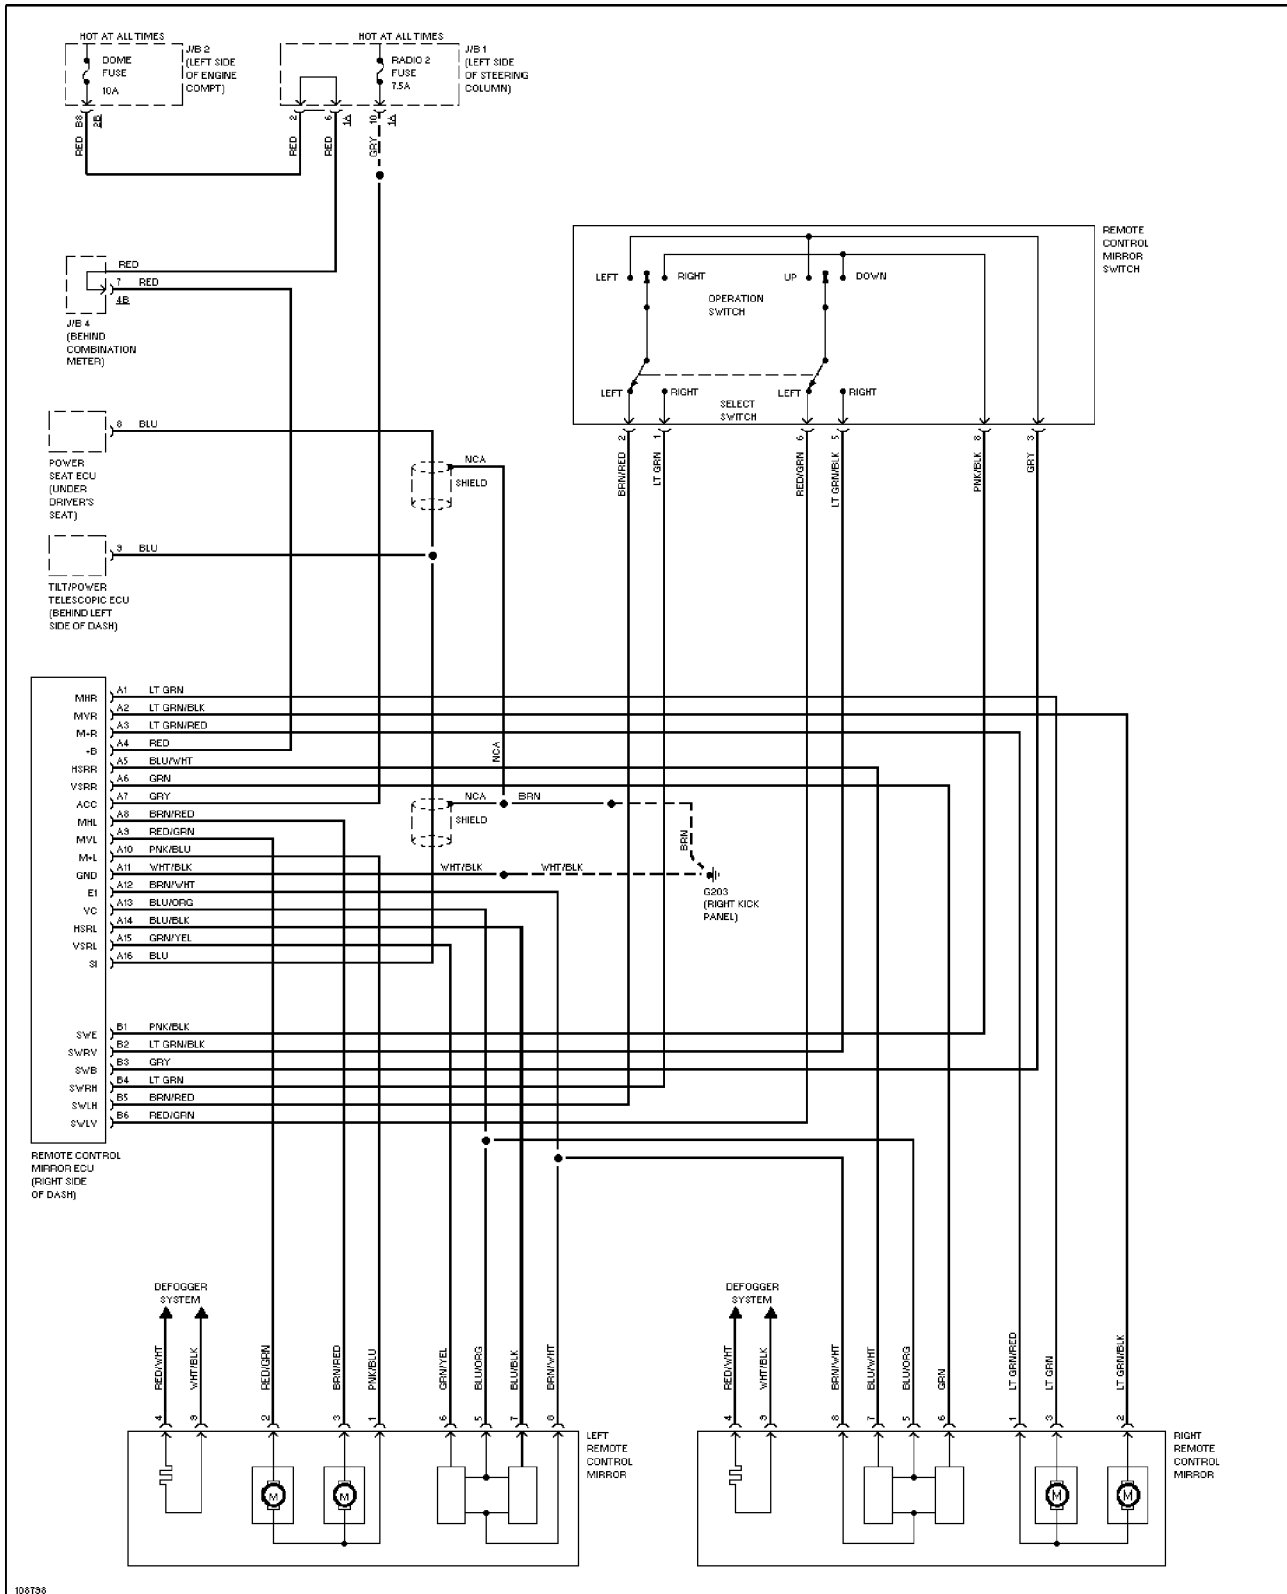 HOT AT ALL TIMES
DOME
FUSE
10A
J/B 2
(LEFT SIDE
OF ENGINE
COMPT)
HOT AT ALL TIMES
RADIO 2
FUSE
7.5A
J/B 1
(LEFT SIDE
OF STEERING
COLUMN)
RED B8 2B
RED 2
RED 6 1A
GRY 10 1A
RED
7 RED
4B
J/B 4
(BEHIND
COMBINATION
METER)
REMOTE
CONTROL
MIRROR
SWITCH
LEFT RIGHT UP DOWN
OPERATION
SWITCH
LEFT RIGHT LEFT RIGHT
SELECT
SWITCH
2 1 6 5 8 3
BRN/RED LT GRN RED/GRN LT GRN/BLK PNK/BLK GRY
8 BLU
POWER
SEAT ECU
(UNDER
DRIVER'S
SEAT)
NCA
SHIELD
9 BLU
TILT/POWER
TELESCOPIC ECU
(BEHIND LEFT
SIDE OF DASH)
MHR A1 LT GRN
MVR A2 LT GRN/BLK
M+R A3 LT GRN/RED
+B A4 RED
HSRR A5 BLU/WHT
VSRR A6 GRN
ACC A7 GRY
MHL A8 BRN/RED
MVL A9 RED/GRN
M+L A10 PNK/BLU
GND A11 WHT/BLK
E1 A12 BRN/WHT
VC A13 BLU/ORG
HSRL A14 BLU/BLK
VSRL A15 GRN/YEL
SI A16 BLU
NCA
NCA BRN
SHIELD
BRN
WHT/BLK WHT/BLK
G203
(RIGHT KICK
PANEL)
SWE B1 PNK/BLK
SWRV B2 LT GRN/BLK
SWB B3 GRY
SWRH B4 LT GRN
SWLH B5 BRN/RED
SWLV B6 RED/GRN
REMOTE CONTROL
MIRROR ECU
(RIGHT SIDE
OF DASH)
DEFOGGER
SYSTEM
RED/WHT WHT/BLK RED/GRN BRN/RED PNK/BLU GRN/YEL BLU/ORG BLU/BLK BRN/WHT
4 9 2 3 1 6 5 7 8
M M
LEFT
REMOTE
CONTROL
MIRROR
DEFOGGER
SYSTEM
RED/WHT WHT/BLK BRN/WHT BLU/WHT BLU/ORG GRN LT GRN/RED LT GRN LT GRN/BLK
4 9 8 7 5 6 1 3 2
M M
RIGHT
REMOTE
CONTROL
MIRROR
108798